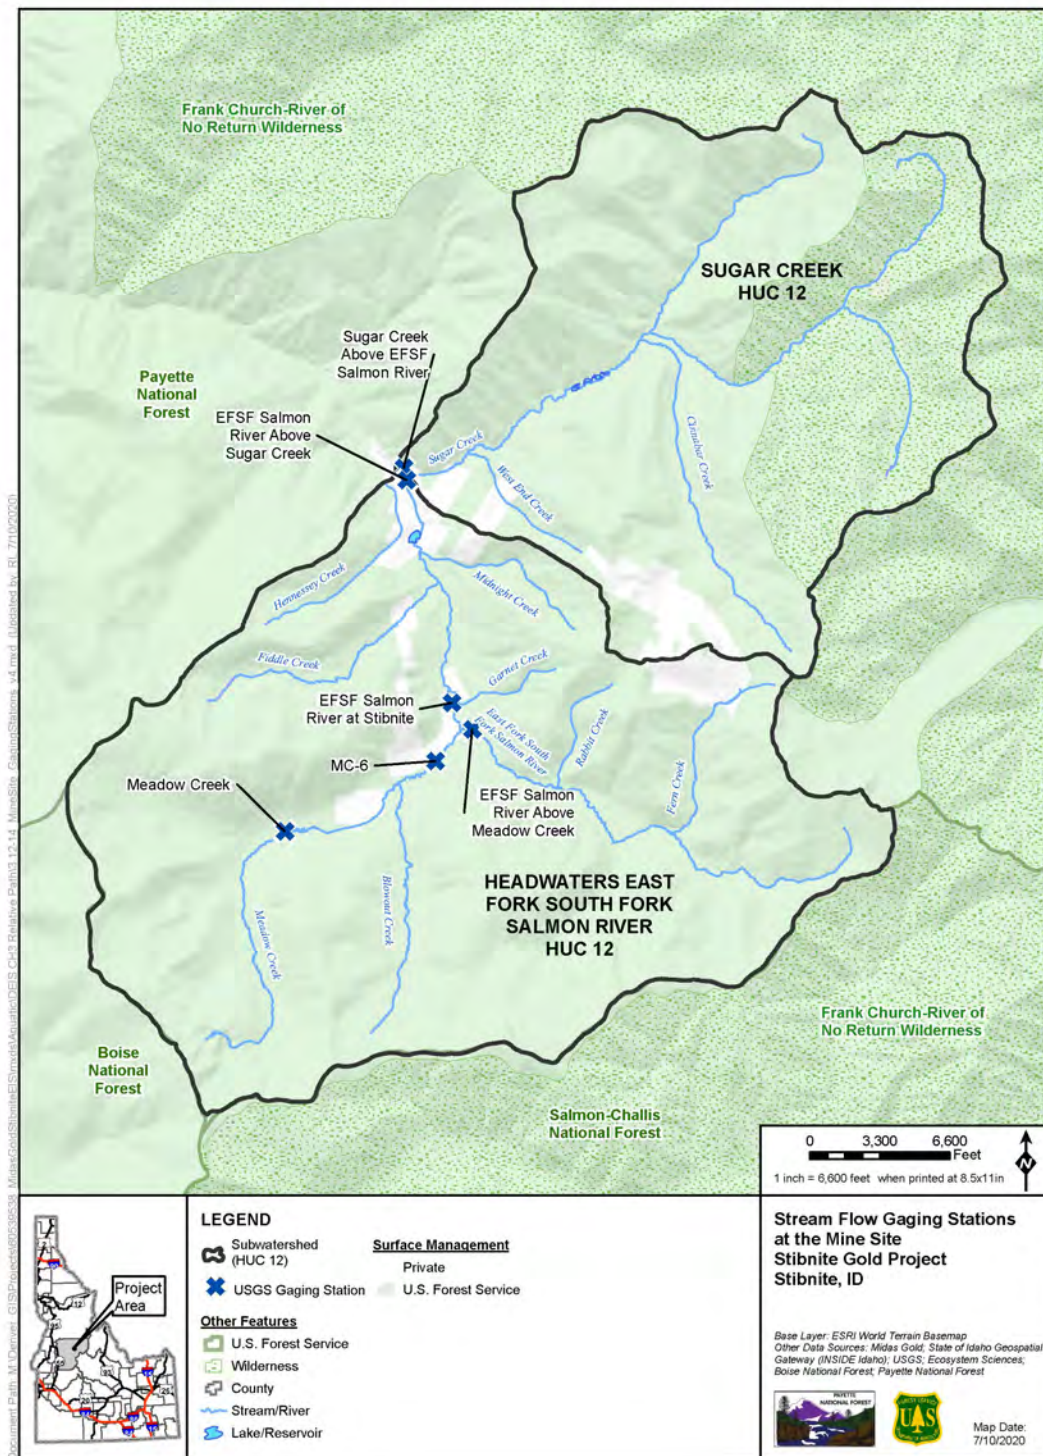 Frank Church-River of
No Return Wilderness
SUGAR CREEK
HUC 12
Sugar Creek
Above EFSF
Salmon River
Payette
National
Forest
EFSF Salmon
River Above
Sugar Creek
Sugar Creek
West End Creek
Cinnabar Creek
Hennessey Creek
Midnight Creek
Fiddle Creek
Garnet Creek
EFSF Salmon
River at Stibnite
East Fork South
Fork Salmon River
Rabbit Creek
Fern Creek
MC-6
Meadow Creek
EFSF Salmon
River Above
Meadow Creek
Blowout Creek
Meadow Creek
HEADWATERS EAST
FORK SOUTH FORK
SALMON RIVER
HUC 12
Frank Church-River of
No Return Wilderness
Boise
National
Forest
Salmon-Challis
National Forest
0 3,300 6,600
Feet
1 inch = 6,600 feet when printed at 8.5x11in
N
Project
Area
LEGEND
Subwatershed
(HUC 12)
USGS Gaging Station
Surface Management
Private
U.S. Forest Service
Other Features
U.S. Forest Service
Wilderness
County
Stream/River
Lake/Reservoir
Stream Flow Gaging Stations
at the Mine Site
Stibnite Gold Project
Stibnite, ID
Base Layer: ESRI World Terrain Basemap
Other Data Sources: Midas Gold; State of Idaho Geospatial
Gateway (INSIDE Idaho); USGS; Ecosystem Sciences;
Boise National Forest; Payette National Forest
PAYETTE
NATIONAL FOREST
UAS
Map Date:
7/10/2020